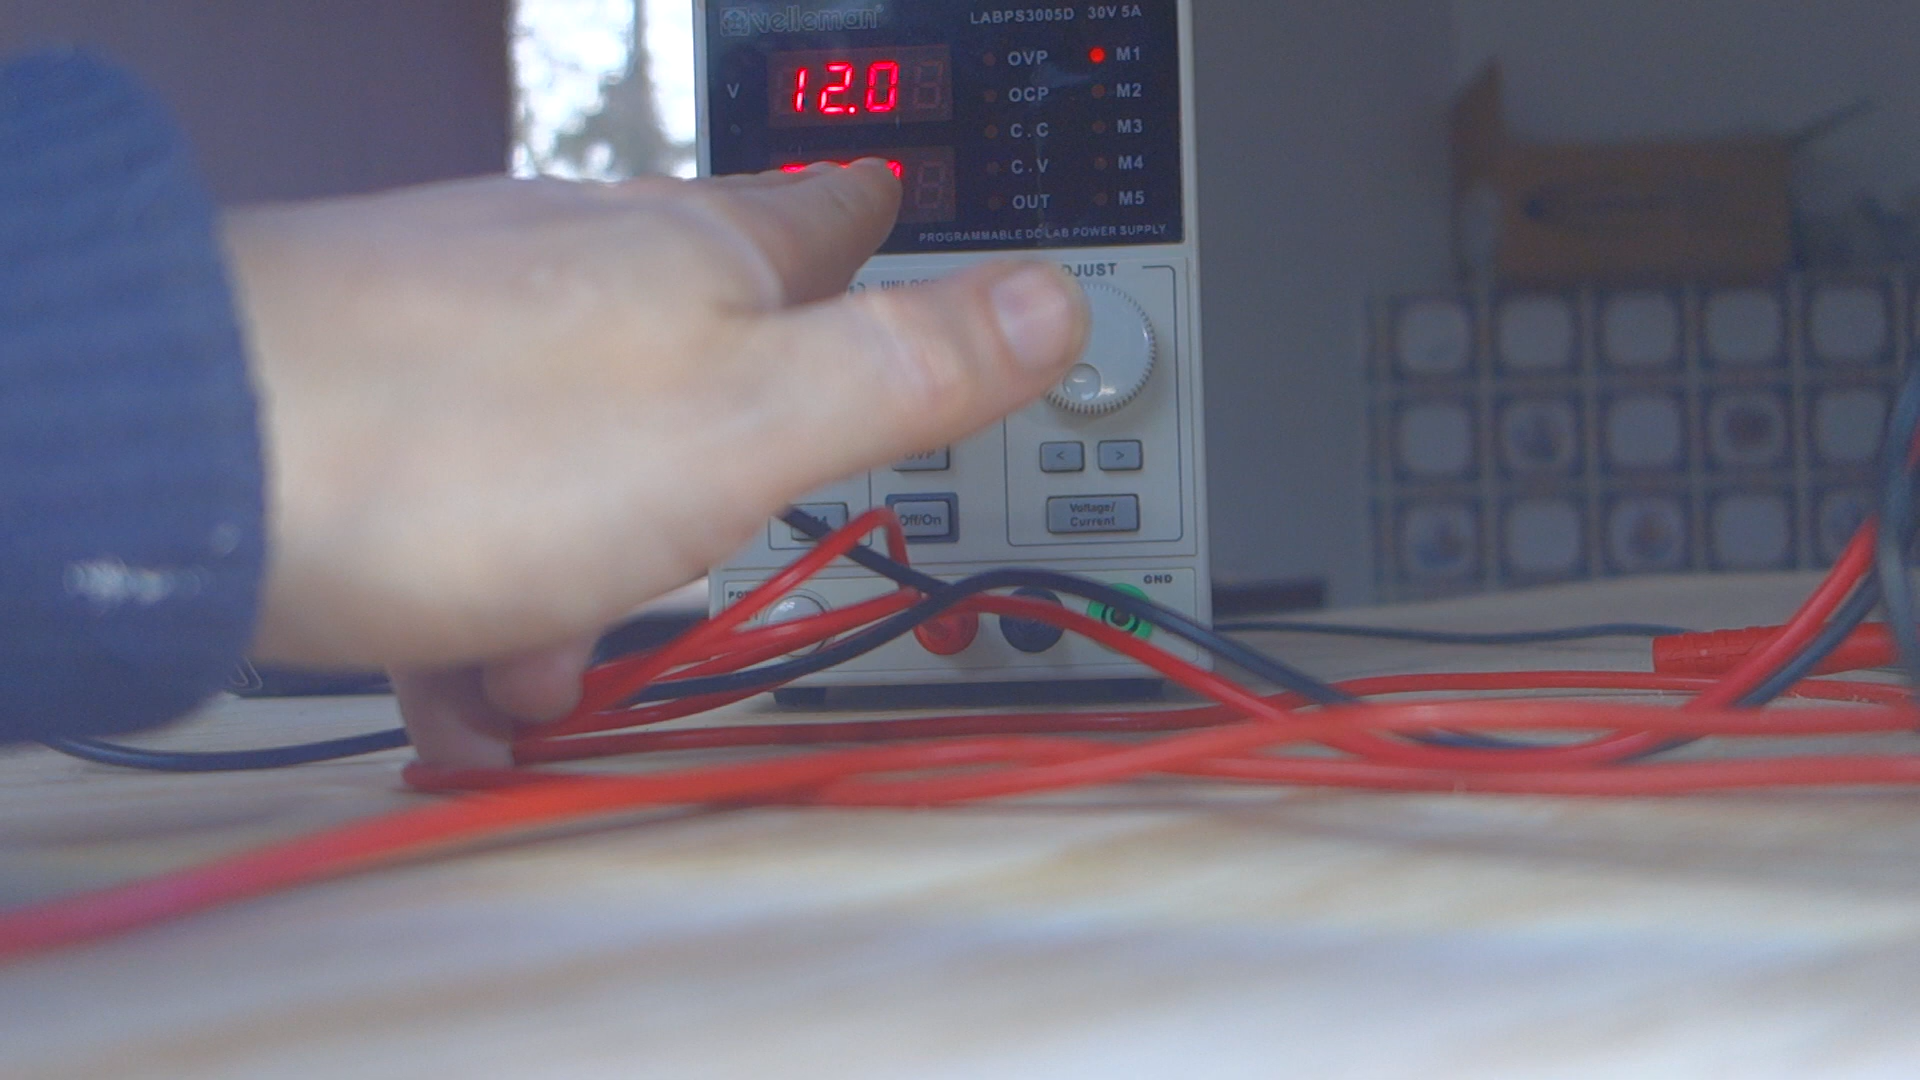 velleman LABPS3005D 30V 5A
V 12.0
OVP M1
OCP M2
C.C M3
C.V M4
OUT M5
PROGRAMMABLE DC LAB POWER SUPPLY
< >
Off/On
Voltage/
Current
GND